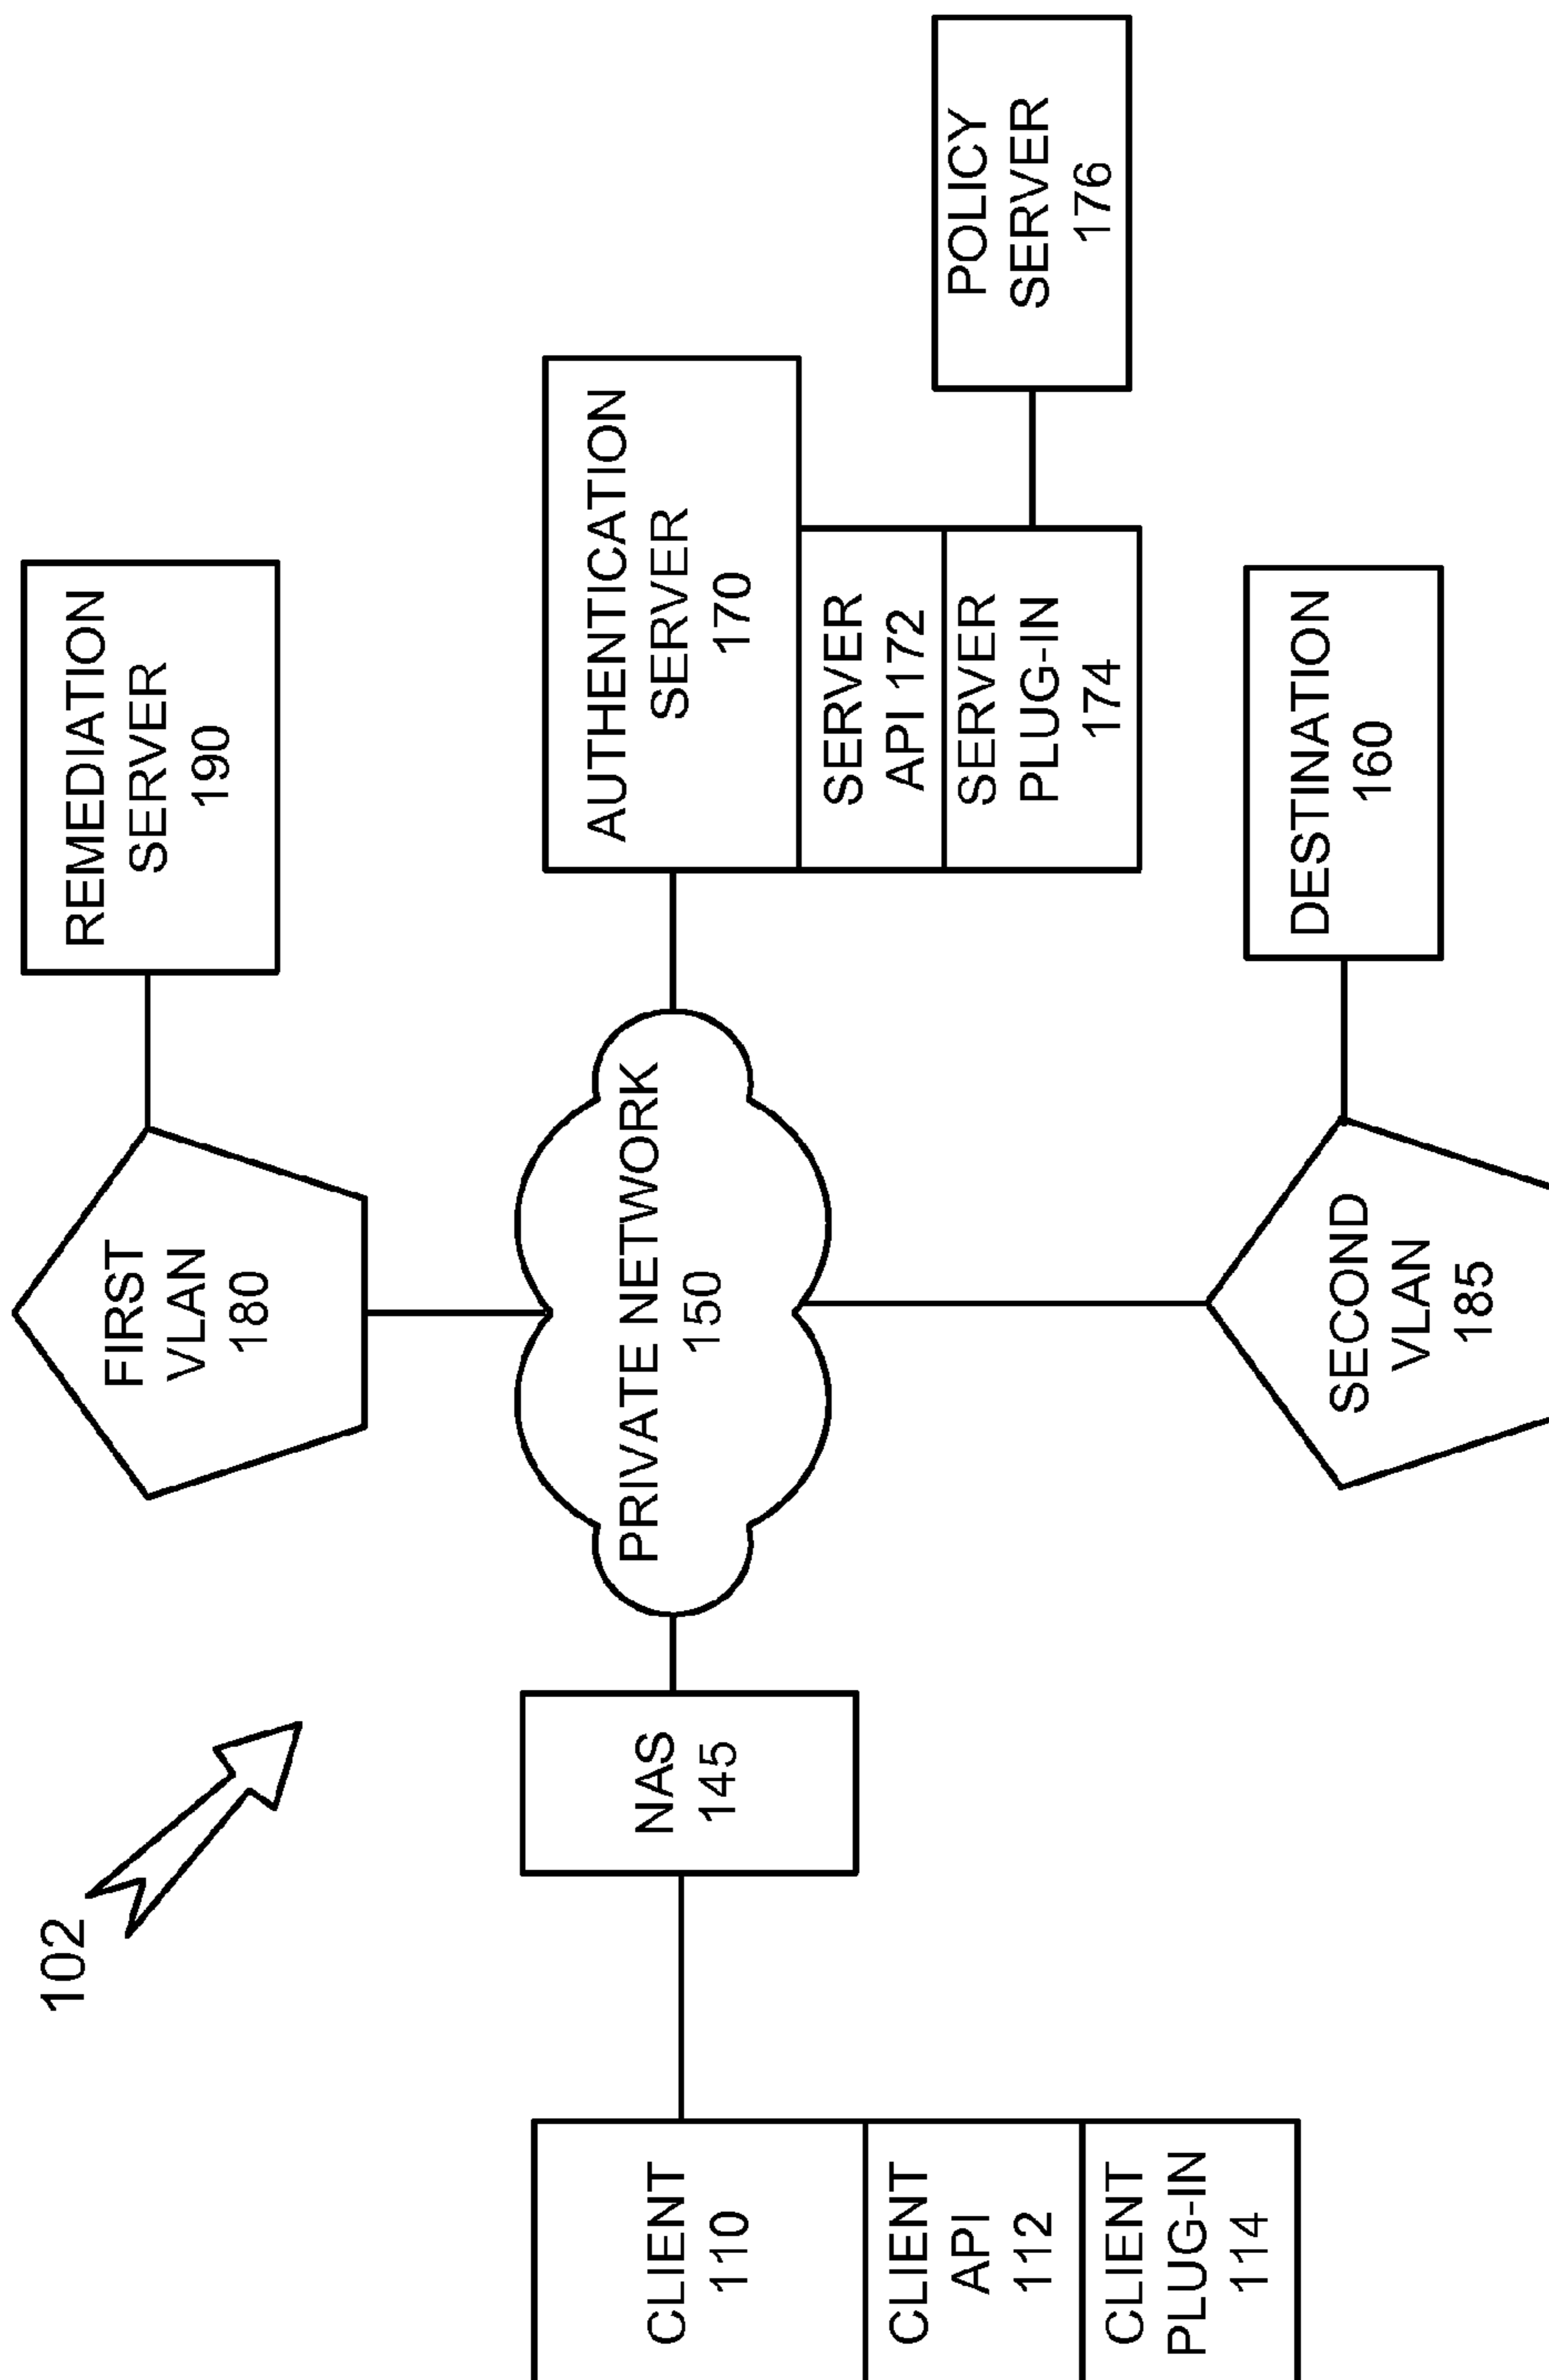 102
FIRST
VLAN
180
REMEDIATION
SERVER
190
CLIENT
110
CLIENT
API
112
CLIENT
PLUG-IN
114
NAS
145
PRIVATE NETWORK
150
AUTHENTICATION
SERVER
170
SERVER
API 172
SERVER
PLUG-IN
174
POLICY
SERVER
176
SECOND
VLAN
185
DESTINATION
160